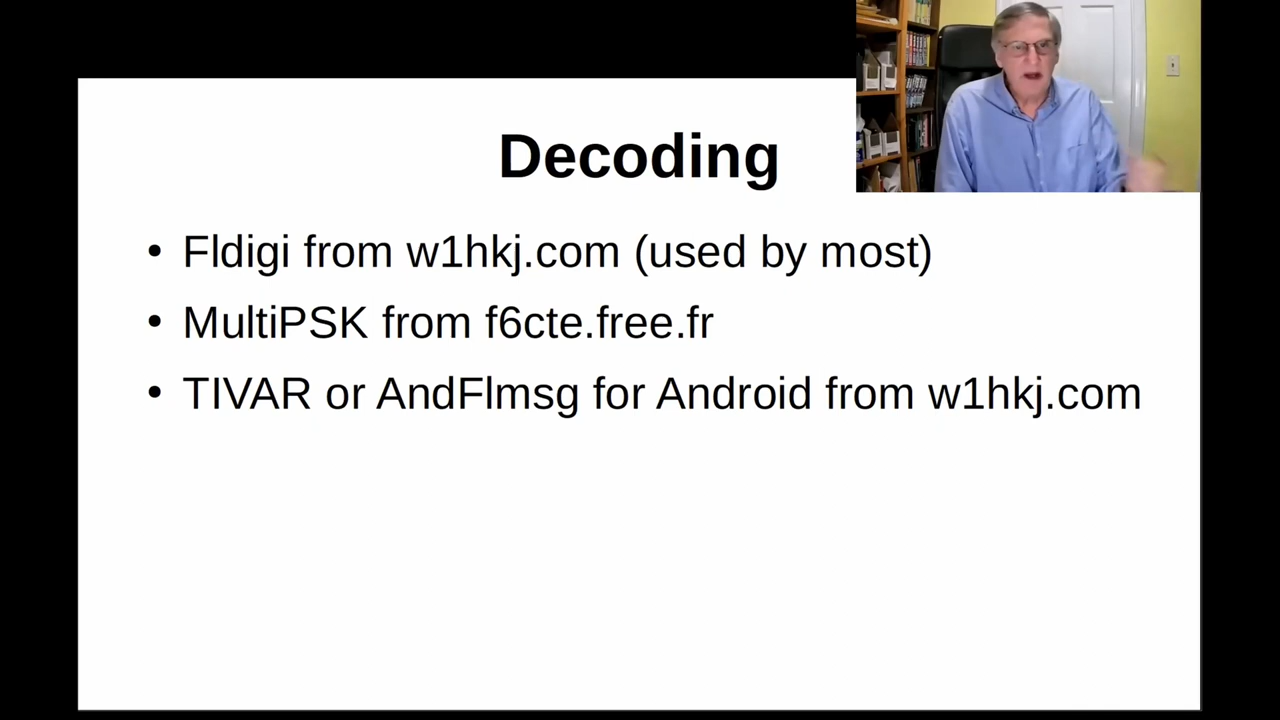 Decoding
• Fldigi from w1hkj.com (used by most)
• MultiPSK from f6cte.free.fr
• TIVAR or AndFlmsg for Android from w1hkj.com